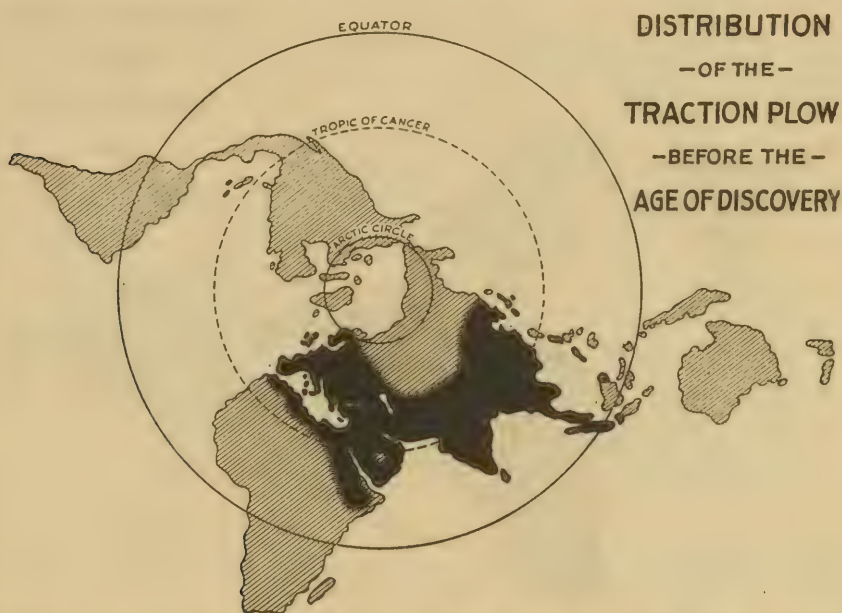 DISTRIBUTION
-OF THE-
TRACTION PLOW
-BEFORE THE-
AGE OF DISCOVERY
EQUATOR
TROPIC OF CANCER
ARCTIC CIRCLE